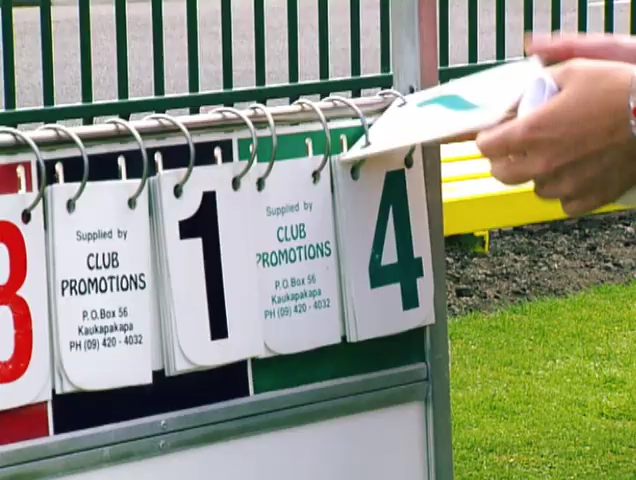 8
Supplied by
CLUB
PROMOTIONS
P.O.Box 56
Kaukapakapa
PH (09) 420 - 4032
1
Supplied by
CLUB
PROMOTIONS
P.O.Box 56
Kaukapakapa
PH (09) 420 - 4032
4